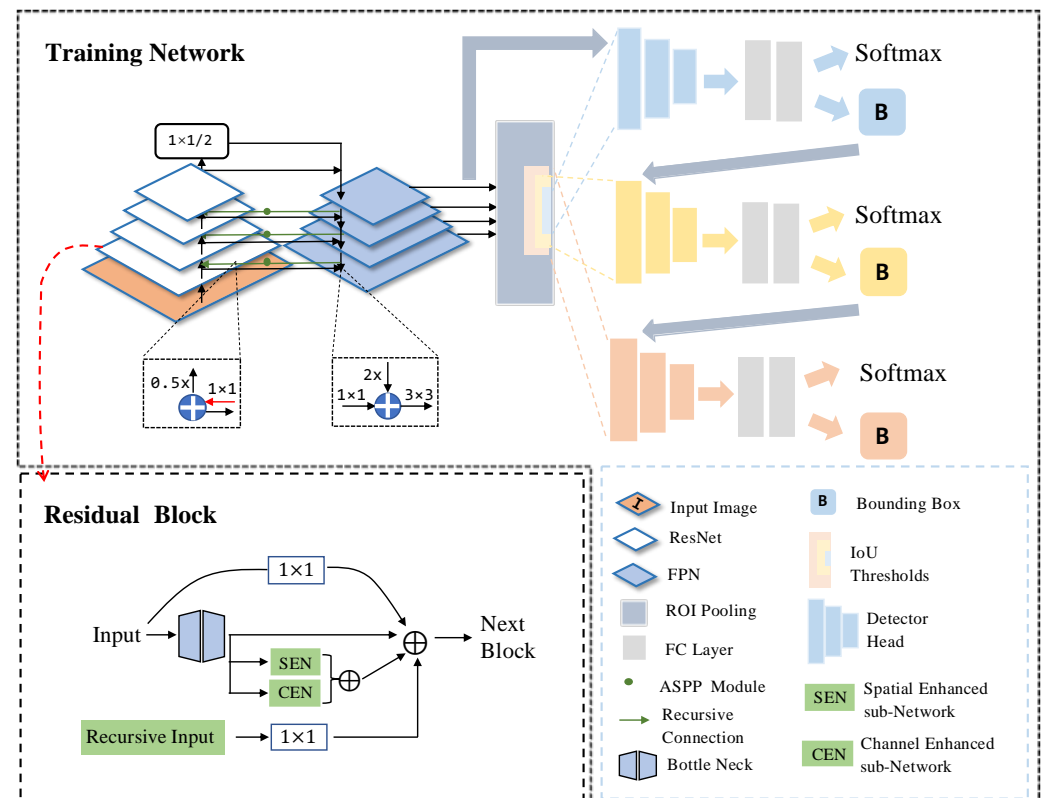 Training Network
1×1/2
0.5x
1×1
2x
1×1
3×3
Softmax
B
Softmax
B
Softmax
B
Residual Block
1×1
Input
SEN
CEN
Next
Block
Recursive Input
1×1
I
Input Image
ResNet
FPN
ROI Pooling
FC Layer
ASPP Module
Recursive
Connection
Bottle Neck
B
Bounding Box
IoU
Thresholds
Detector
Head
SEN
Spatial Enhanced
sub-Network
CEN
Channel Enhanced
sub-Network